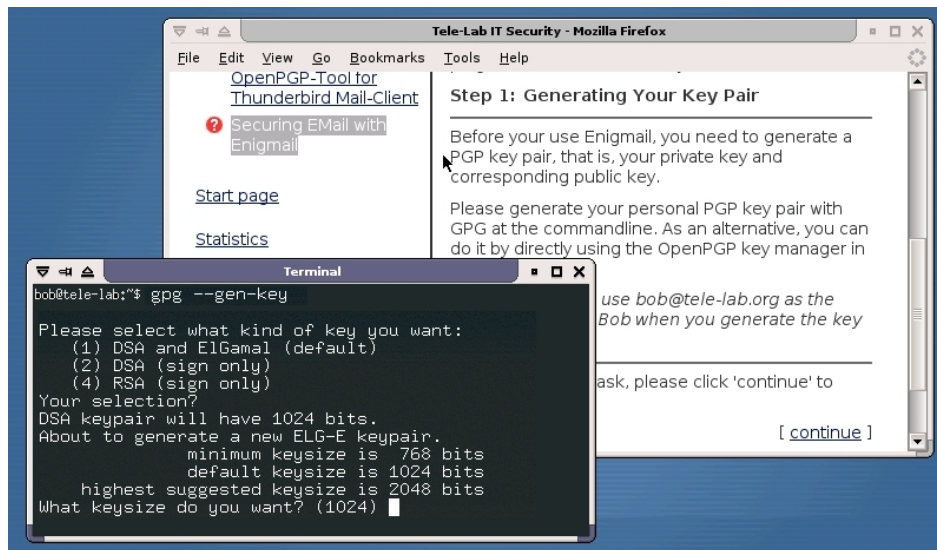 Tele-Lab IT Security - Mozilla Firefox
File Edit View Go Bookmarks Tools Help
OpenPGP-Tool for
Thunderbird Mail-Client
Securing EMail with
Enigmail
Start page
Statistics
Step 1: Generating Your Key Pair
Before your use Enigmail, you need to generate a
PGP key pair, that is, your private key and
corresponding public key.
Please generate your personal PGP key pair with
GPG at the commandline. As an alternative, you can
do it by directly using the OpenPGP key manager in
use bob@tele-lab.org as the
Bob when you generate the key
ask, please click 'continue' to
[ continue ]
Terminal
bob@tele-lab:~$ gpg --gen-key
Please select what kind of key you want:
(1) DSA and ElGamal (default)
(2) DSA (sign only)
(4) RSA (sign only)
Your selection?
DSA keypair will have 1024 bits.
About to generate a new ELG-E keypair.
minimum keysize is 768 bits
default keysize is 1024 bits
highest suggested keysize is 2048 bits
What keysize do you want? (1024)